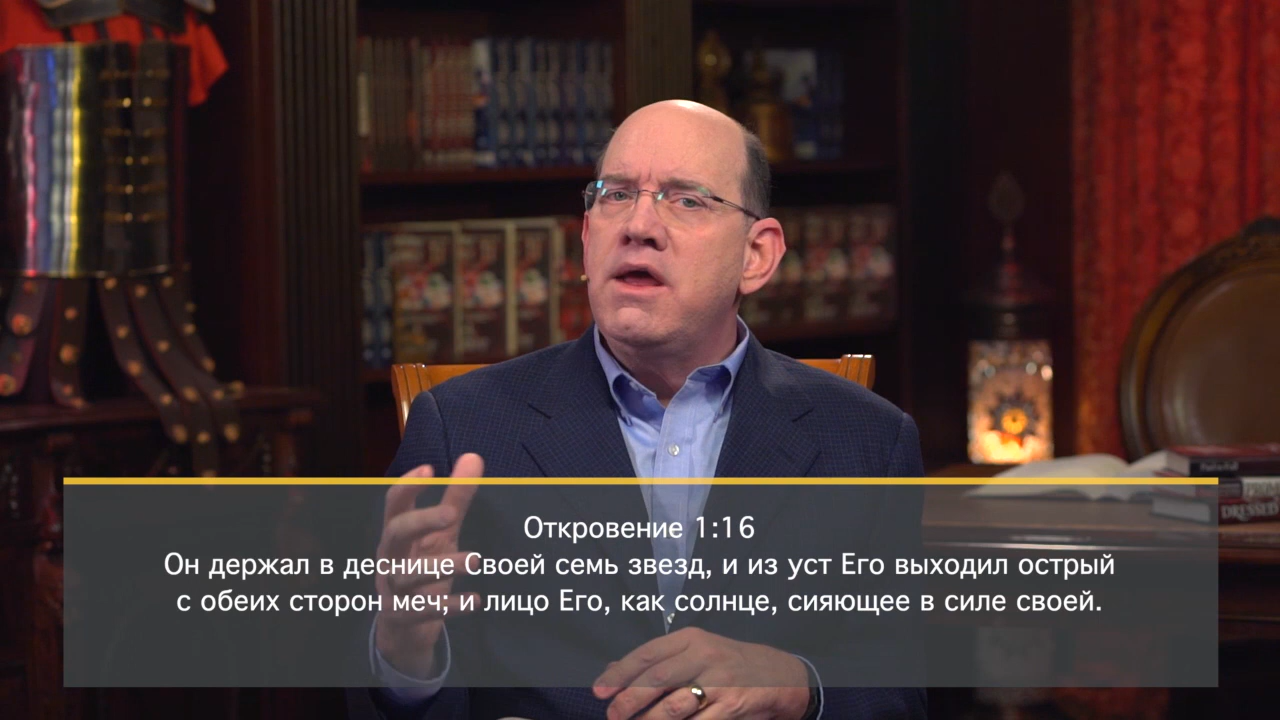 Откровение 1:16
Он держал в деснице Своей семь звезд, и из уст Его выходил острый
с обеих сторон меч; и лицо Его, как солнце, сияющее в силе своей.
DRESSED